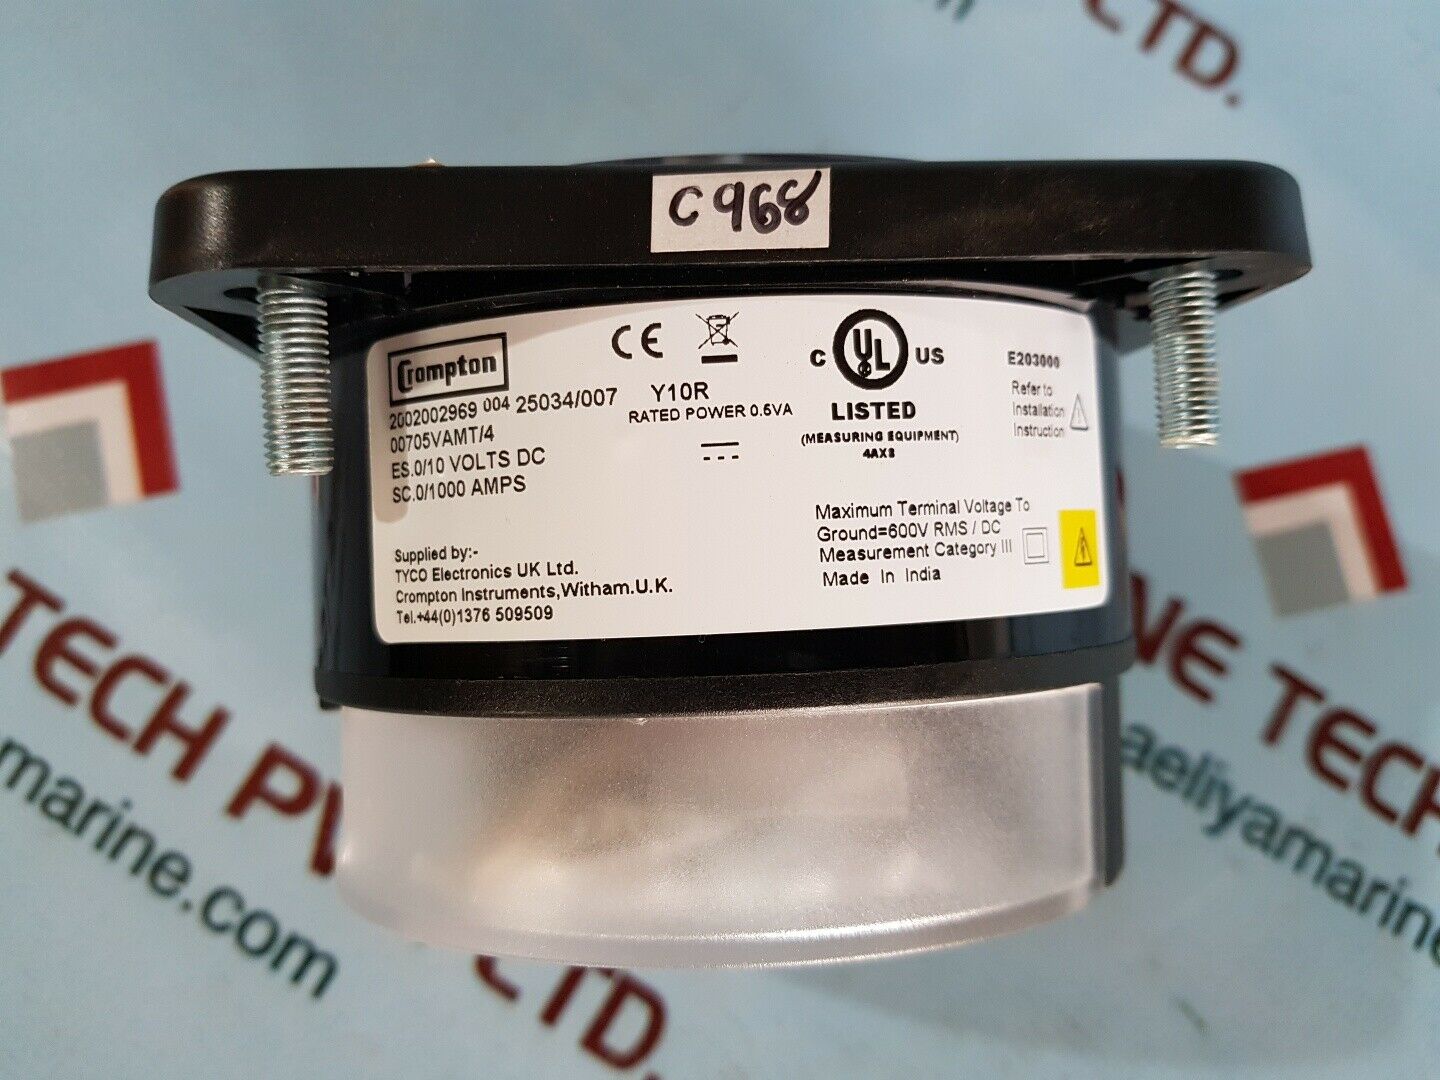 LTD.
C968
Crompton
CE
C UL US
LISTED
(MEASURING EQUIPMENT)
4AX8
E203000
Refer to
Installation
Instruction
2002002969 004 25034/007
Y10R
RATED POWER 0.5VA
00705VAMT/4
ES.0/10 VOLTS DC
SC.0/1000 AMPS
Supplied by:-
TYCO Electronics UK Ltd.
Crompton Instruments,Witham.U.K.
Tel.+44(0)1376 509509
Maximum Terminal Voltage To
Ground=600V RMS / DC
Measurement Category III
Made In India
TECH PV
LTD.
marine.com
NE TECH
aeliyamarine